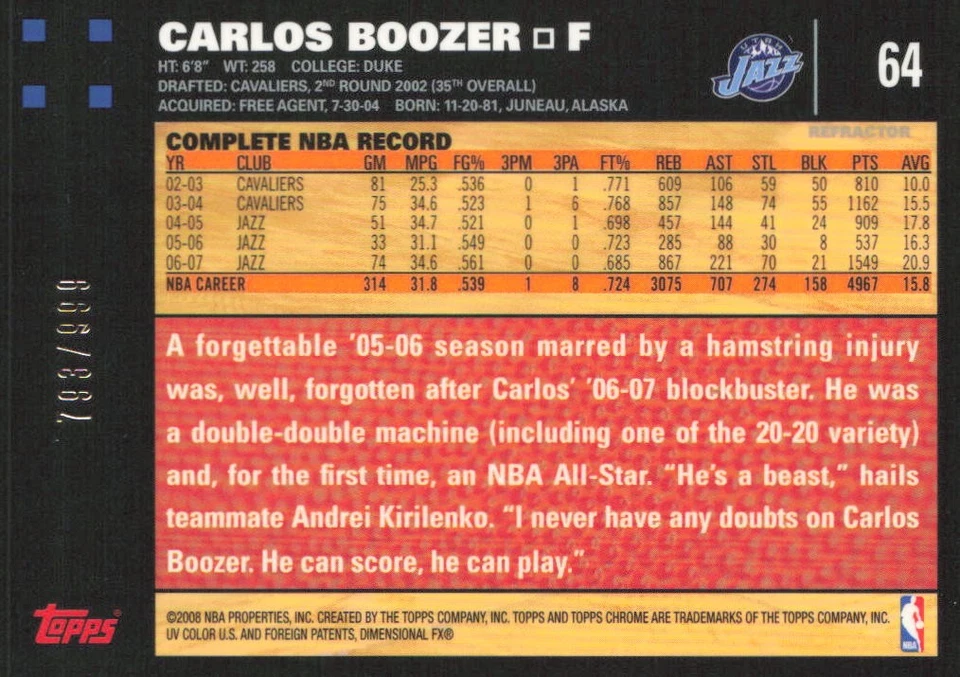 CARLOS BOOZER □ F
HT: 6'8" WT: 258 COLLEGE: DUKE
DRAFTED: CAVALIERS, 2ND ROUND 2002 (35TH OVERALL)
ACQUIRED: FREE AGENT, 7-30-04 BORN: 11-20-81, JUNEAU, ALASKA
UTAH
JAZZ
64
REFRACTOR
COMPLETE NBA RECORD
YR CLUB GM MPG FG% 3PM 3PA FT% REB AST STL BLK PTS AVG
02-03 CAVALIERS 81 25.3 .536 0 1 .771 609 106 59 50 810 10.0
03-04 CAVALIERS 75 34.6 .523 1 6 .768 857 148 74 55 1162 15.5
04-05 JAZZ 51 34.7 .521 0 1 .698 457 144 41 24 909 17.8
05-06 JAZZ 33 31.1 .549 0 0 .723 285 88 30 8 537 16.3
06-07 JAZZ 74 34.6 .561 0 0 .685 867 221 70 21 1549 20.9
NBA CAREER 314 31.8 .539 1 8 .724 3075 707 274 158 4967 15.8
763/999
A forgettable '05-06 season marred by a hamstring injury
was, well, forgotten after Carlos' '06-07 blockbuster. He was
a double-double machine (including one of the 20-20 variety)
and, for the first time, an NBA All-Star. "He's a beast," hails
teammate Andrei Kirilenko. "I never have any doubts on Carlos
Boozer. He can score, he can play."
Topps®
©2008 NBA PROPERTIES, INC. CREATED BY THE TOPPS COMPANY, INC. TOPPS AND TOPPS CHROME ARE TRADEMARKS OF THE TOPPS COMPANY, INC.
UV COLOR U.S. AND FOREIGN PATENTS, DIMENSIONAL FX®
NBA